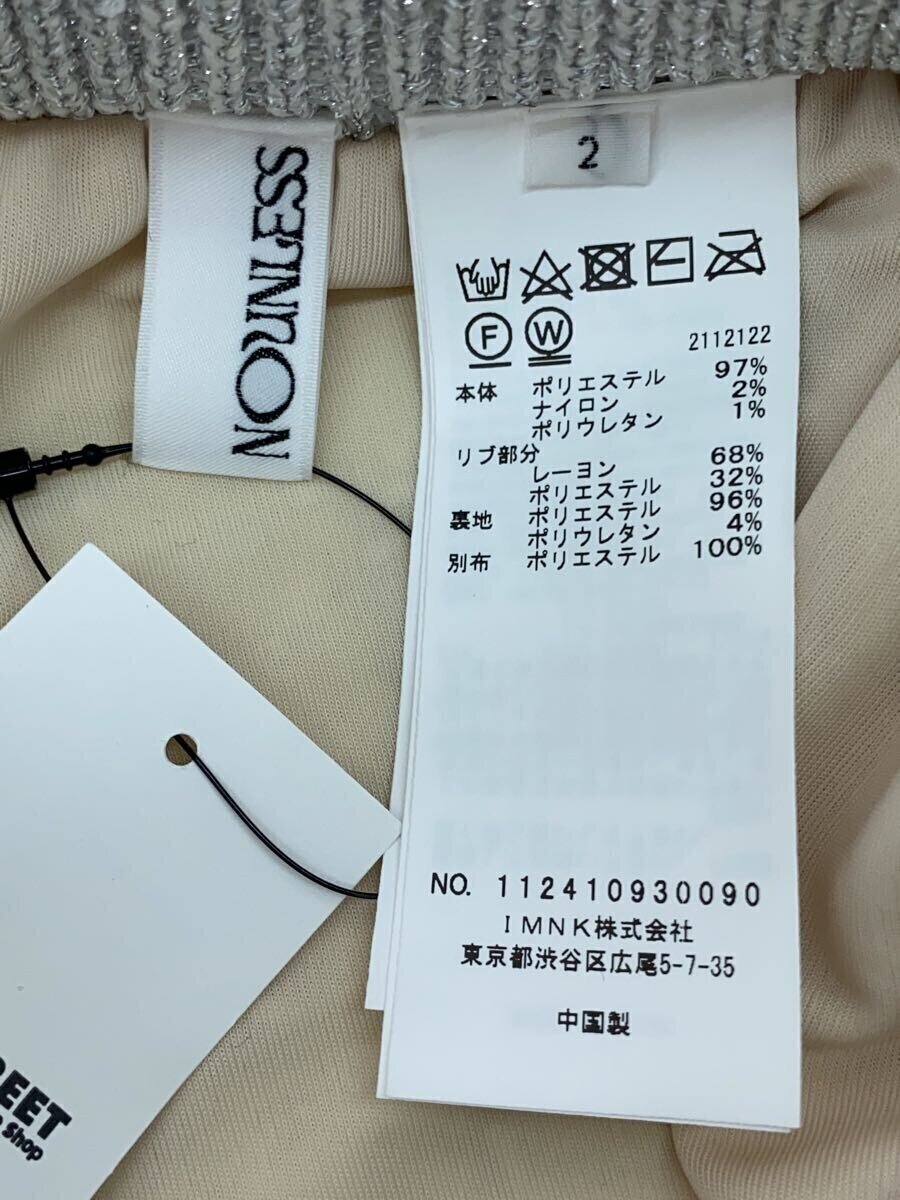 NOUNLESS
2
F
W
2112122
本体 ポリエステル 97%
ナイロン 2%
ポリウレタン 1%
リブ部分
レーヨン 68%
ポリエステル 32%
裏地 ポリエステル 96%
ポリウレタン 4%
別布 ポリエステル 100%
NO. 112410930090
IMNK株式会社
東京都渋谷区広尾5-7-35
中国製
REET
Shop